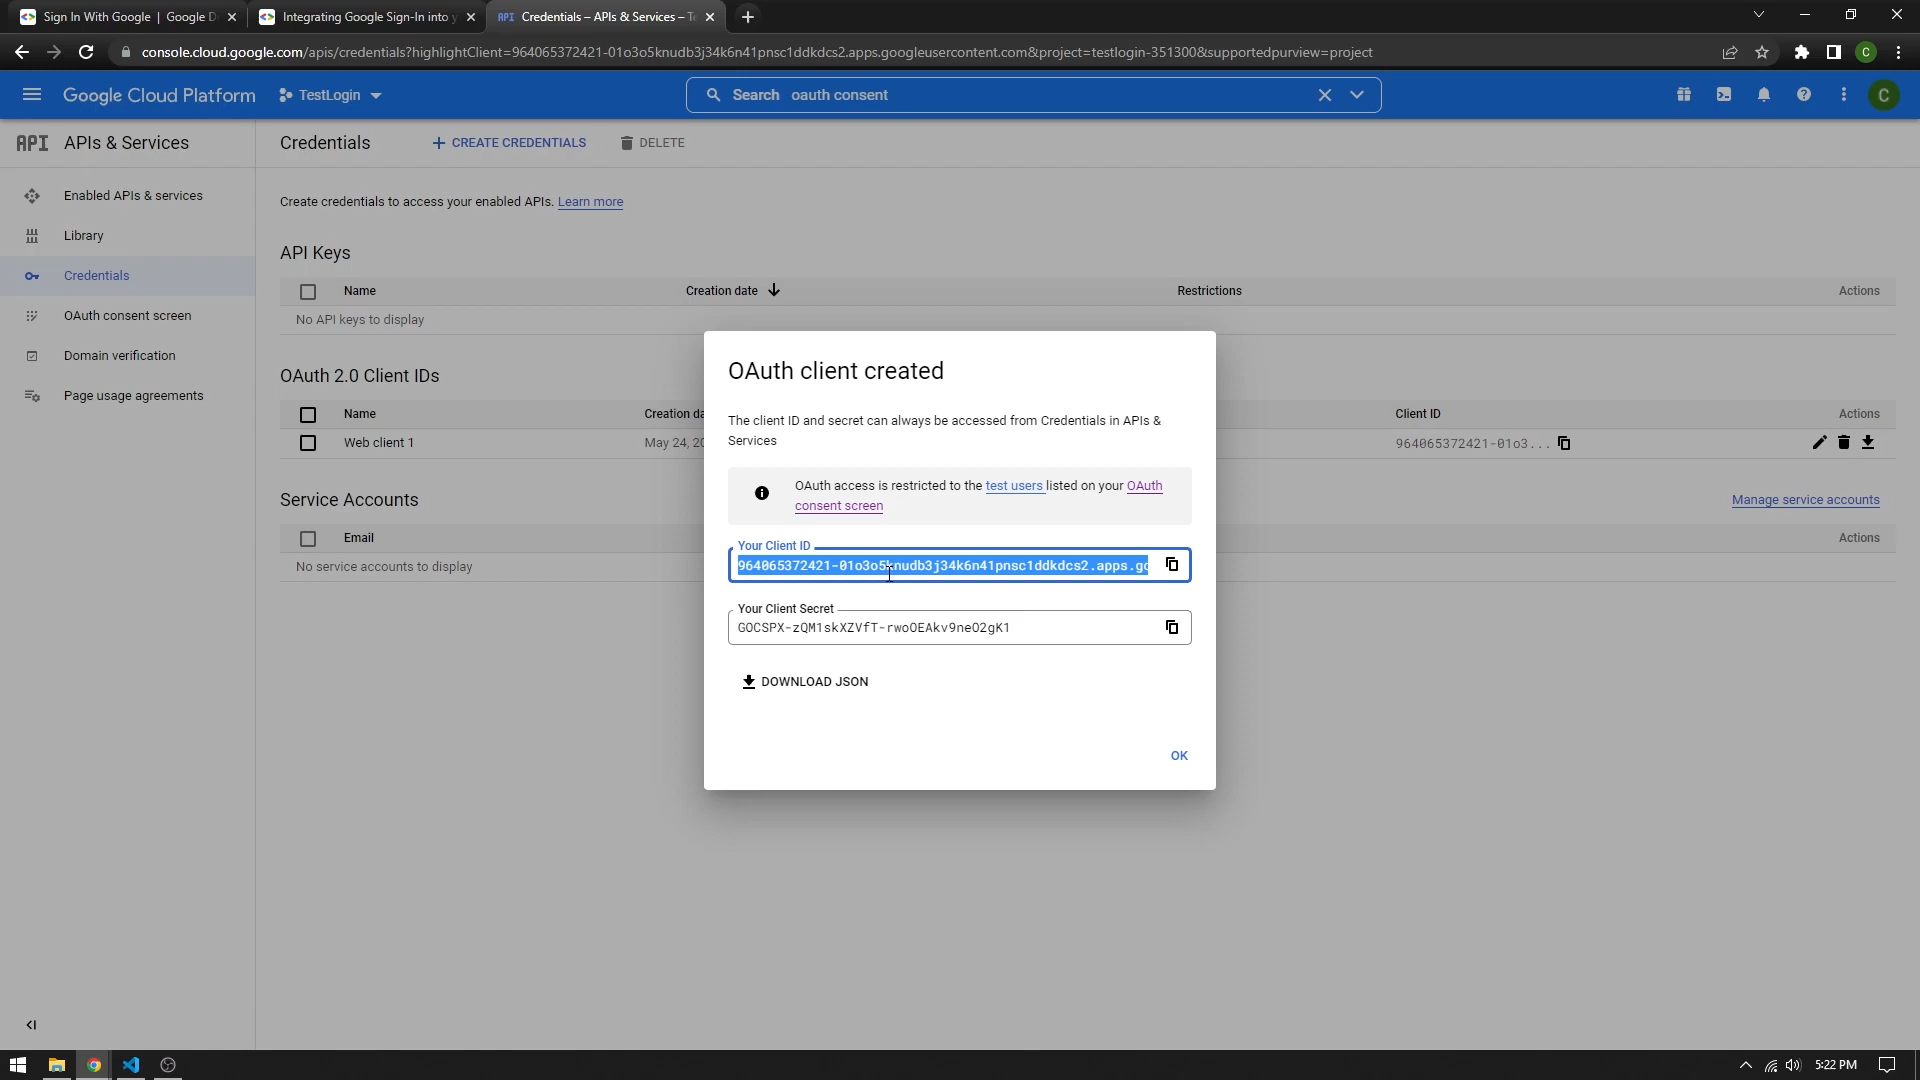 Sign In With Google | Google D
Integrating Google Sign-In into y
API Credentials – APIs & Services – Te
console.cloud.google.com/apis/credentials?highlightClient=964065372421-01o3o5knudb3j34k6n41pnsc1ddkdcs2.apps.googleusercontent.com&project=testlogin-351300&supportedpurview=project
C
Google Cloud Platform
TestLogin
Search oauth consent
C
API APIs & Services
Credentials
CREATE CREDENTIALS
DELETE
Enabled APIs & services
Library
Credentials
OAuth consent screen
Domain verification
Page usage agreements
Create credentials to access your enabled APIs. Learn more
API Keys
Name Creation date Restrictions Actions
No API keys to display
OAuth 2.0 Client IDs
Name Creation da Client ID Actions
Web client 1 May 24, 20 964065372421-01o3...
Service Accounts
Manage service accounts
Email Actions
No service accounts to display
OAuth client created
The client ID and secret can always be accessed from Credentials in APIs &
Services
OAuth access is restricted to the test users listed on your OAuth
consent screen
Your Client ID
964065372421-01o3o5knudb3j34k6n41pnsc1ddkdcs2.apps.go
Your Client Secret
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
DOWNLOAD JSON
OK
5:22 PM